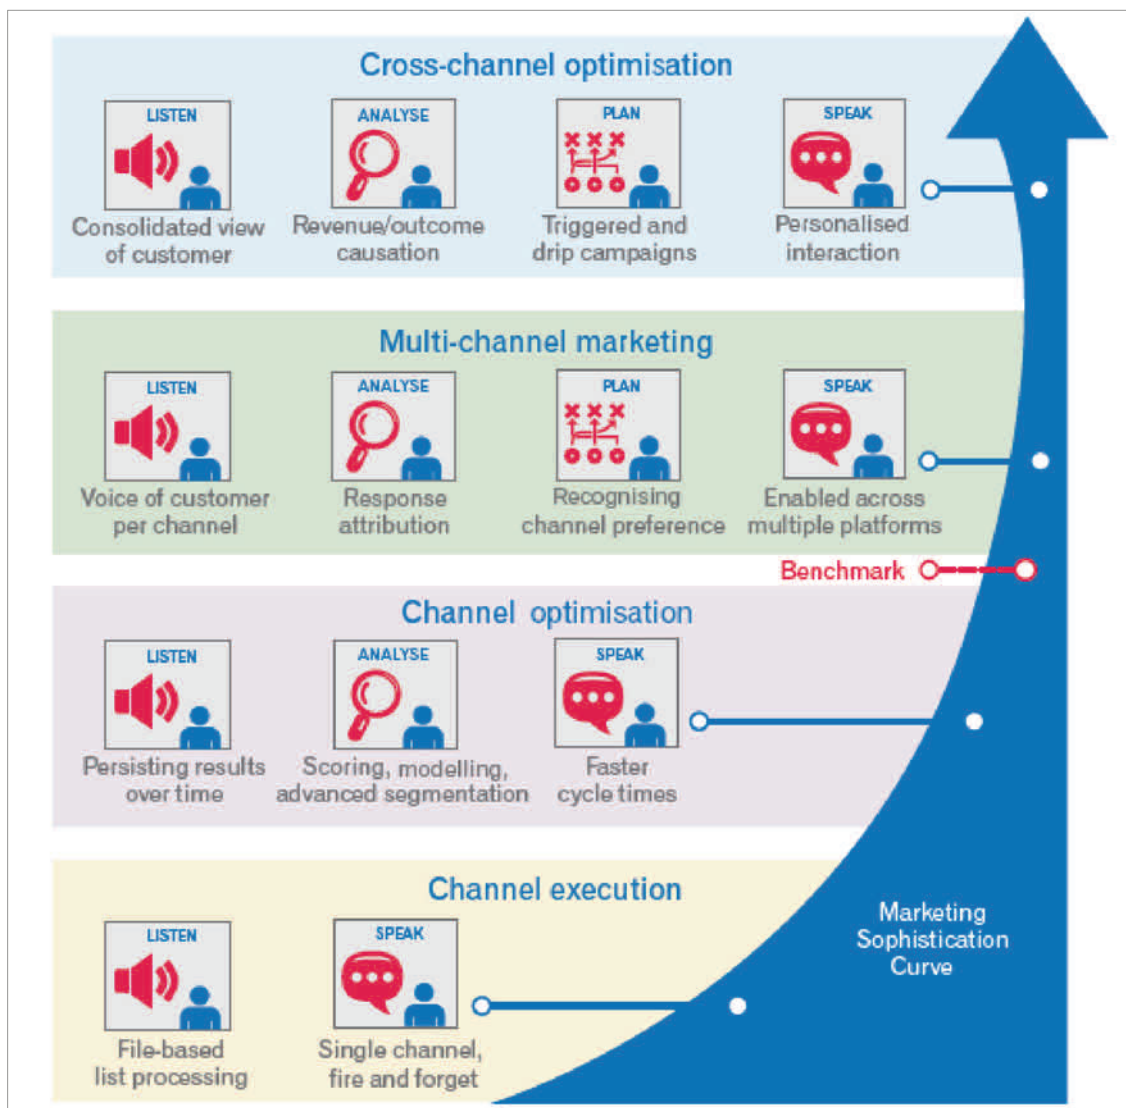 Cross-channel optimisation
LISTEN
ANALYSE
PLAN
SPEAK
Consolidated view
of customer
Revenue/outcome
causation
Triggered and
drip campaigns
Personalised
interaction
Multi-channel marketing
LISTEN
ANALYSE
PLAN
SPEAK
Voice of customer
per channel
Response
attribution
Recognising
channel preference
Enabled across
multiple platforms
Benchmark
Channel optimisation
LISTEN
ANALYSE
SPEAK
Persisting results
over time
Scoring, modelling,
advanced segmentation
Faster
cycle times
Channel execution
LISTEN
SPEAK
File-based
list processing
Single channel,
fire and forget
Marketing
Sophistication
Curve